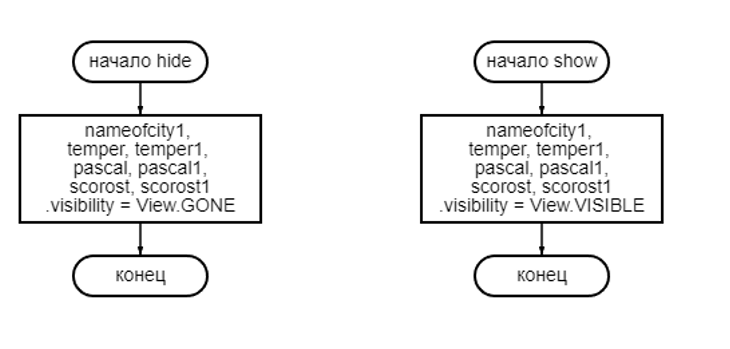 начало hide
nameofcity1,
temper, temper1,
pascal, pascal1,
scorost, scorost1
.visibility = View.GONE
конец
начало show
nameofcity1,
temper, temper1,
pascal, pascal1,
scorost, scorost1
.visibility = View.VISIBLE
конец